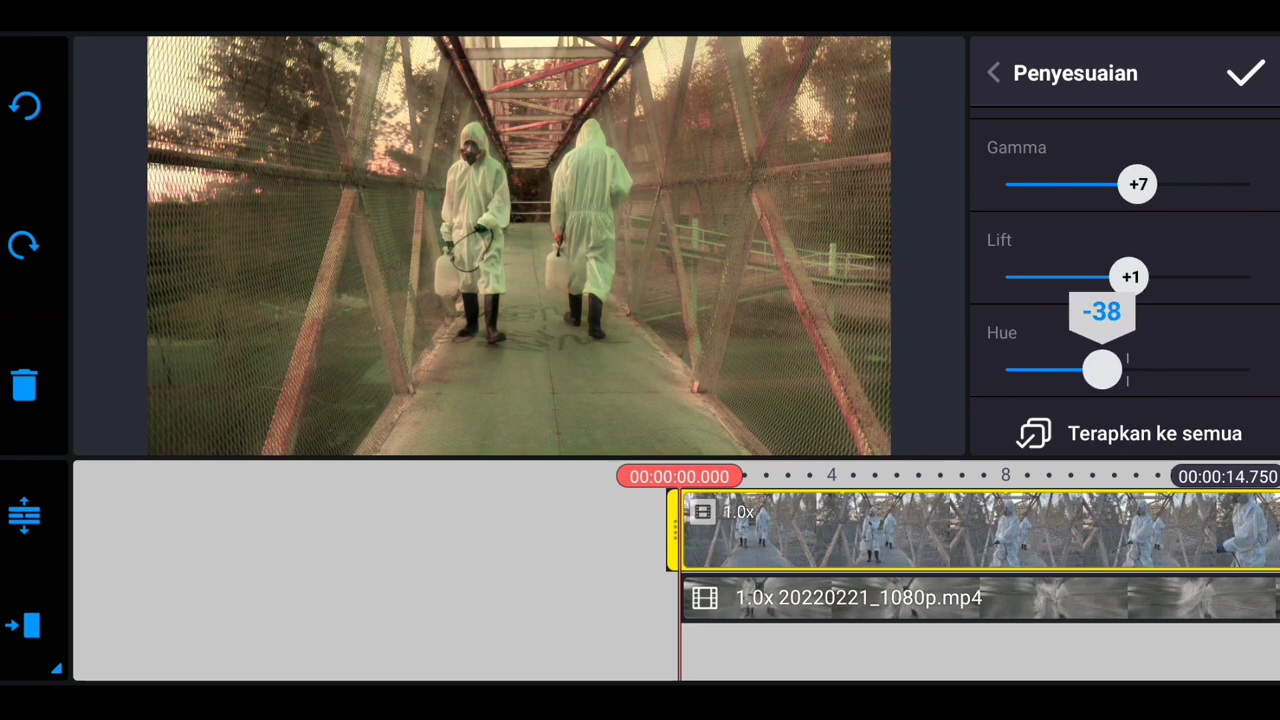 Penyesuaian
Gamma
+7
Lift
+1
-38
Hue
Terapkan ke semua
00:00:00.000
4
8
00:00:14.750
1.0x
1.0x 20220221_1080p.mp4